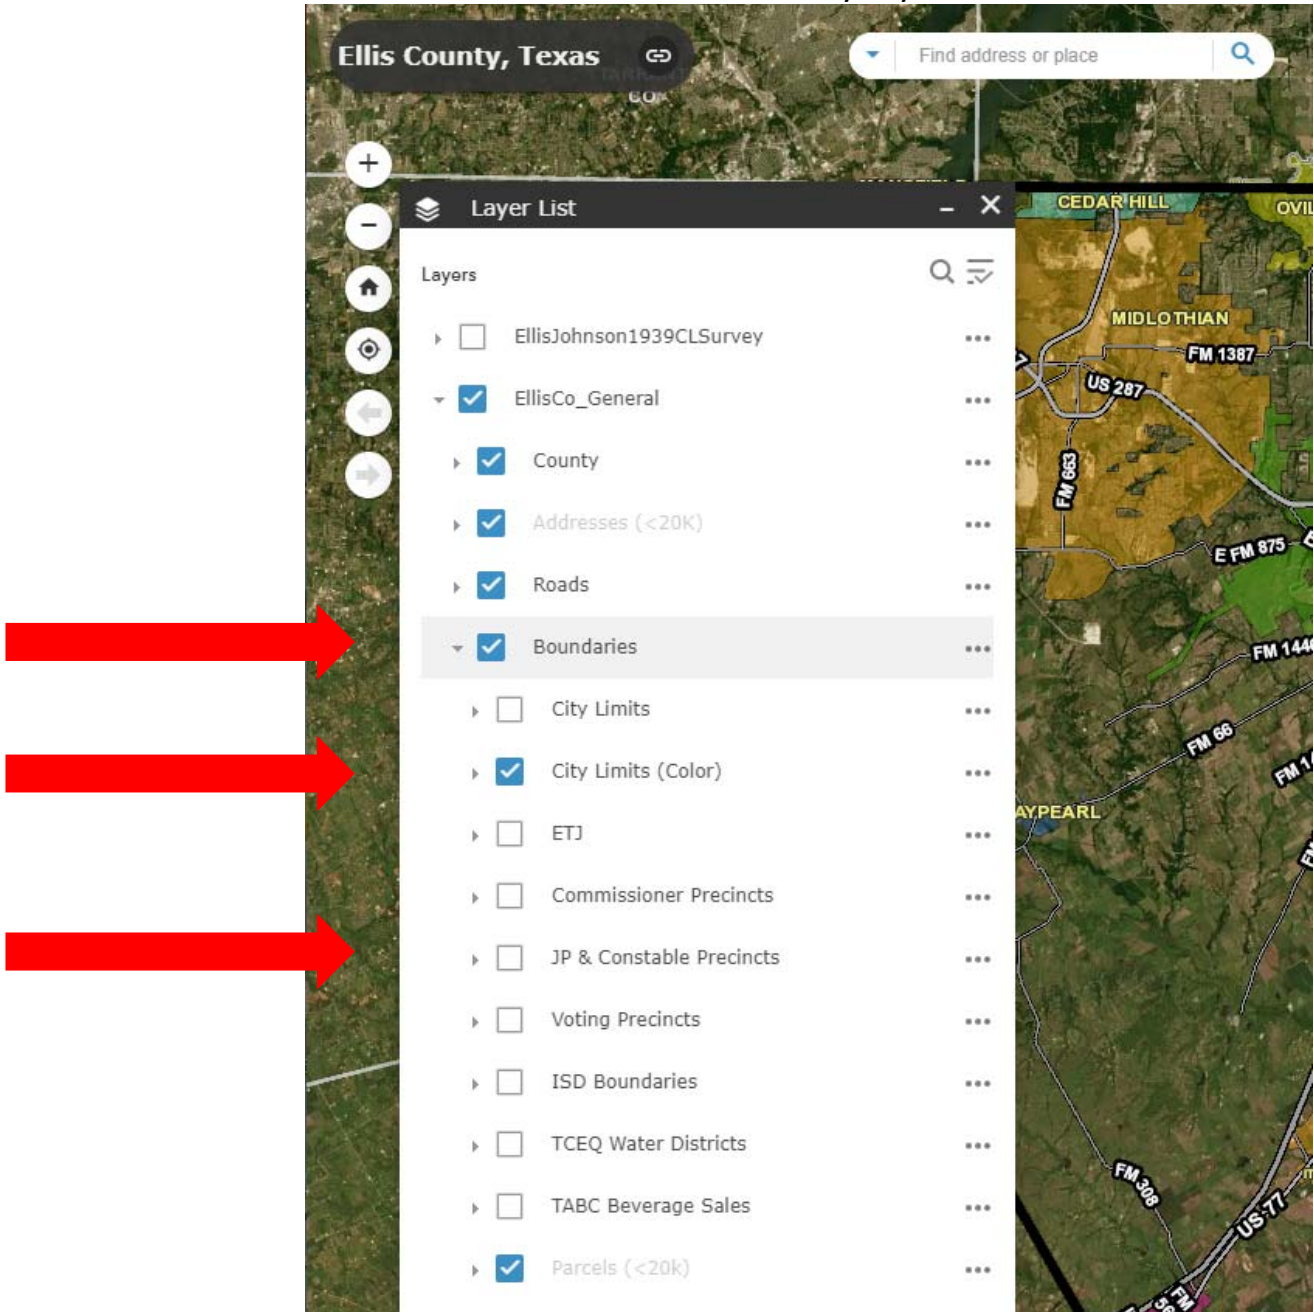 Ellis County, Texas
Find address or place
CO
Layer List
CEDAR HILL
Layers
EllisJohnson1939CLSurvey
MIDLOTHIAN
FM 1387
US 287
EllisCo_General
County
FM 663
Addresses (<20K)
E FM 875
Roads
Boundaries
FM 66
City Limits
City Limits (Color)
ETJ
Commissioner Precincts
JP & Constable Precincts
Voting Precincts
ISD Boundaries
TCEQ Water Districts
FM 308
TABC Beverage Sales
US 77
Parcels (<20k)